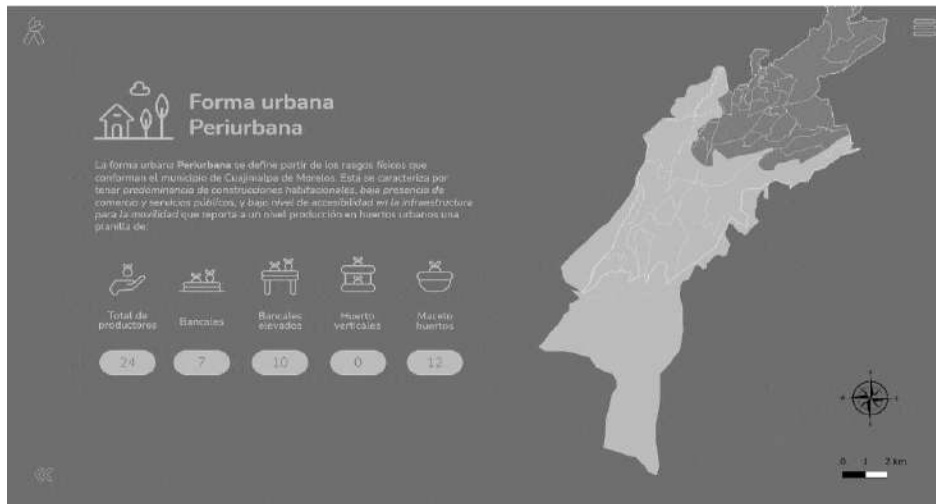 Forma urbana
Periurbana
La forma urbana Periurbana se define partir de los rasgos físicos que
conforman el municipio de Cuajimalpa de Morelos. Está se caracteriza por
tener predominancia de construcciones habitacionales, baja presencia de
comercio y servicios públicos, y bajo nivel de accesibilidad en la infraestructura
para la movilidad que reporta a un nivel producción en huertos urbanos una
planilla de:
Total de
productores
Bancales
Bancales
elevados
Huerto
verticales
Maceto
huertos
24
7
10
0
12
0 1 2 km